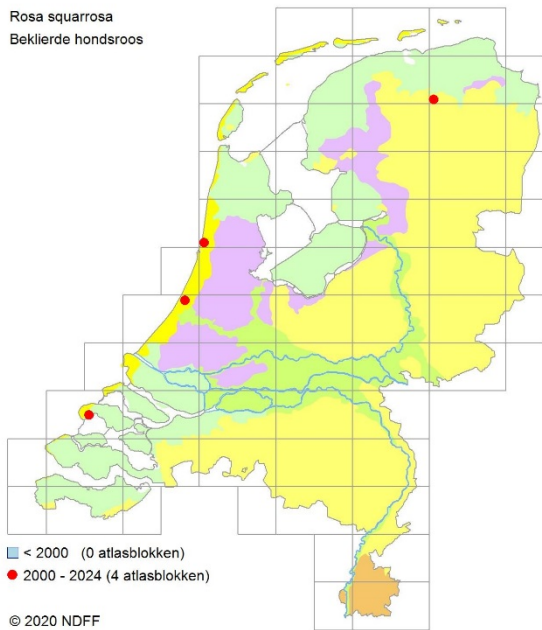 Rosa squarrosa
Beklierde hondsroos
< 2000 (0 atlasblokken)
2000 - 2024 (4 atlasblokken)
© 2020 NDFF